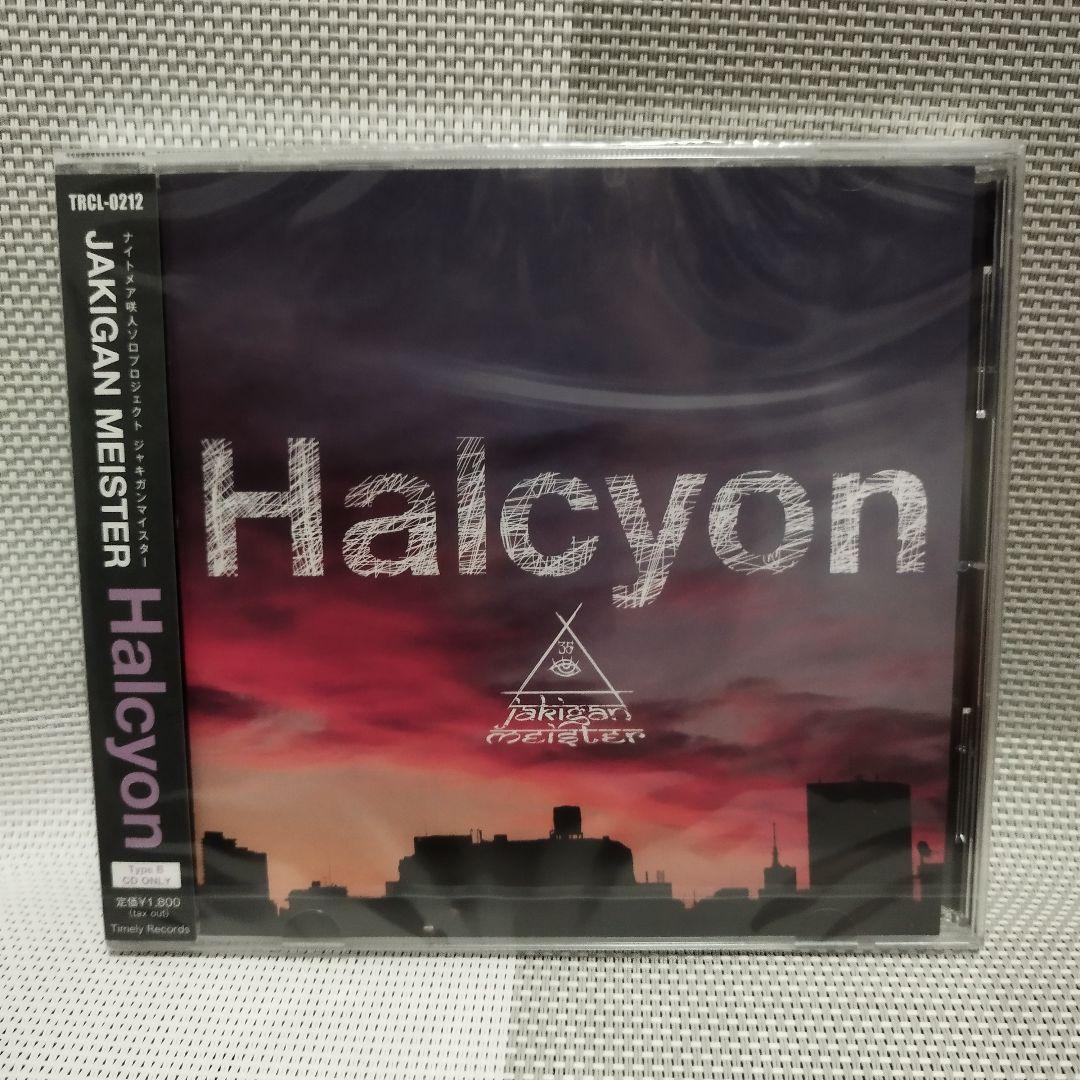 TRCL-0212
ナイトメア咲人ソロプロジェクト ジャキガンマイスター
JAKIGAN MEISTER
Halcyon
Type B
CD ONLY
定価¥1,800
(tax out)
Timely Records
Halcyon
35
jakigan
meister